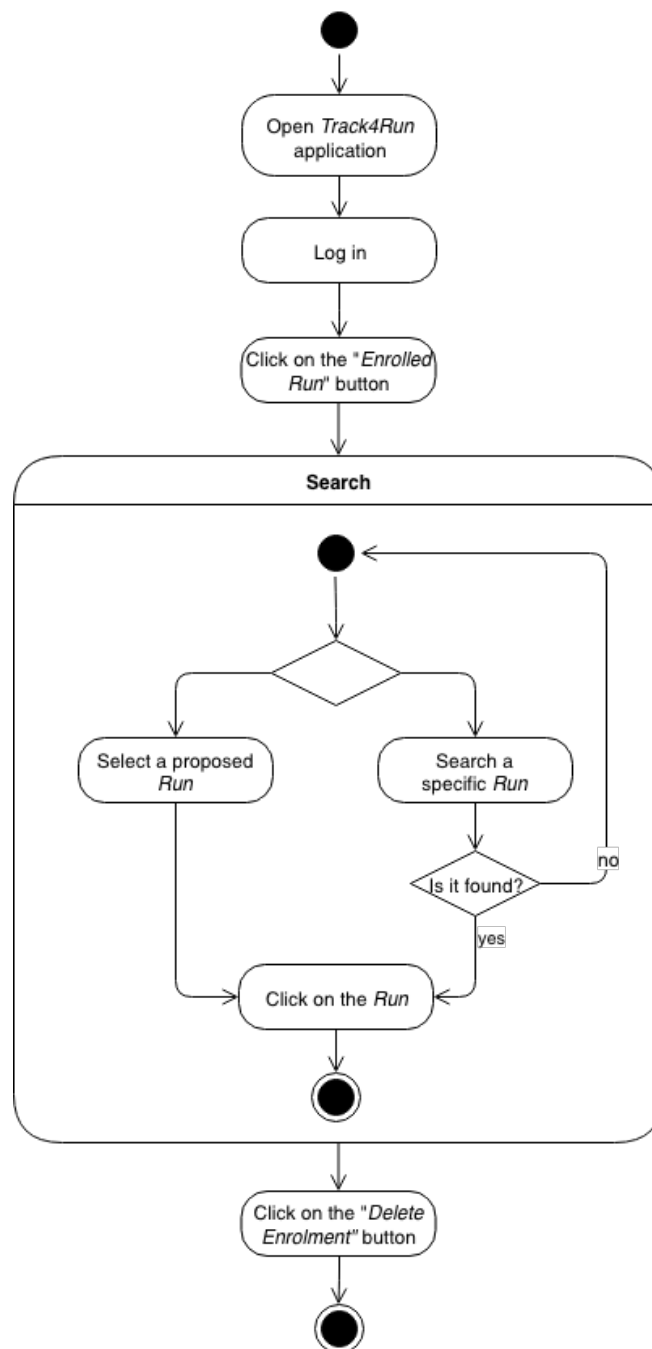 Open Track4Run
application
Log in
Click on the "Enrolled
Run" button
Search
Select a proposed
Run
Search a
specific Run
Is it found?
no
yes
Click on the Run
Click on the "Delete
Enrolment" button